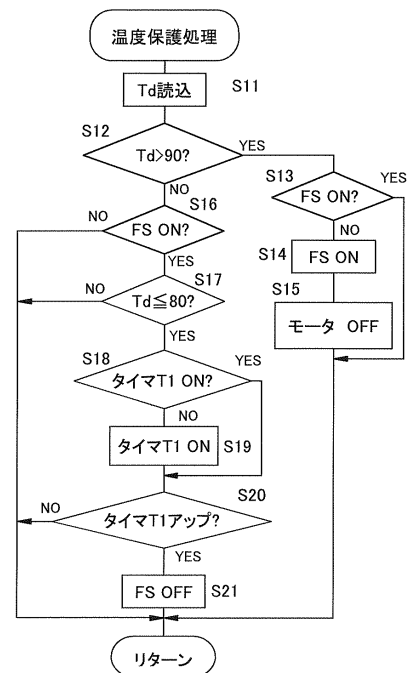 温度保護処理
Td読込
S11
S12
Td>90?
YES
NO
S13
FS ON?
YES
NO
S14
FS ON
S15
モータ OFF
S16
NO
FS ON?
YES
S17
NO
Td≦80?
YES
S18
タイマT1 ON?
YES
NO
タイマT1 ON
S19
S20
NO
タイマT1アップ?
YES
FS OFF
S21
リターン